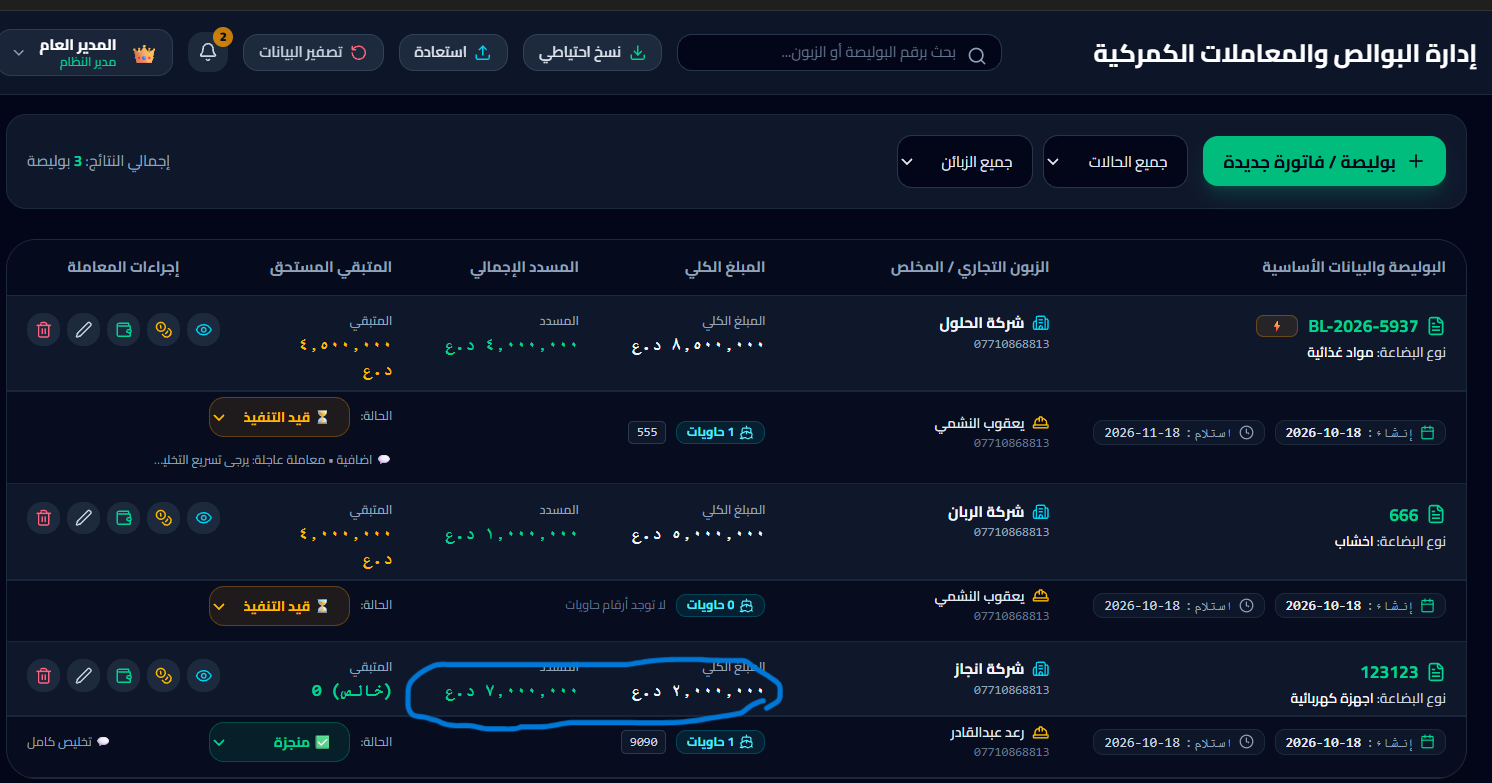 إدارة البوالص والمعاملات الكمركية
بحث برقم البوليصة أو الزبون...
نسخ احتياطي
استعادة
تصفير البيانات
2
المدير العام
مدير النظام
+ بوليصة / فاتورة جديدة
جميع الحالات
جميع الزبائن
إجمالي النتائج: 3 بوليصة
البوليصة والبيانات الأساسية
الزبون التجاري / المخلص
المبلغ الكلي
المسدد الإجمالي
المتبقي المستحق
إجراءات المعاملة
BL-2026-5937
نوع البضاعة: مواد غذائية
شركة الحلول
07710868813
المبلغ الكلي
٨,٥٠٠,٠٠٠ د.ع
المسدد
٤,٠٠٠,٠٠٠ د.ع
المتبقي
٤,٥٠٠,٠٠٠
د.ع
إنشاء: 2026-10-18
استلام: 2026-11-18
يعقوب النشمي
07710868813
1 حاويات
555
الحالة:
⏳ قيد التنفيذ
💬 اضافية • معاملة عاجلة: يرجى تسريع التخليـ...
666
نوع البضاعة: اخشاب
شركة الربان
07710868813
المبلغ الكلي
٥,٠٠٠,٠٠٠ د.ع
المسدد
١,٠٠٠,٠٠٠ د.ع
المتبقي
٤,٠٠٠,٠٠٠
د.ع
إنشاء: 2026-10-18
استلام: 2026-10-18
يعقوب النشمي
07710868813
0 حاويات
لا توجد أرقام حاويات
الحالة:
⏳ قيد التنفيذ
123123
نوع البضاعة: اجهزة كهربائية
شركة انجاز
07710868813
المبلغ الكلي
٢,٠٠٠,٠٠٠ د.ع
المسدد
٧,٠٠٠,٠٠٠ د.ع
المتبقي
0 (خالص)
إنشاء: 2026-10-18
استلام: 2026-10-18
رعد عبدالقادر
07710868813
1 حاويات
9090
الحالة:
✅ منجزة
💬 تخليص كامل